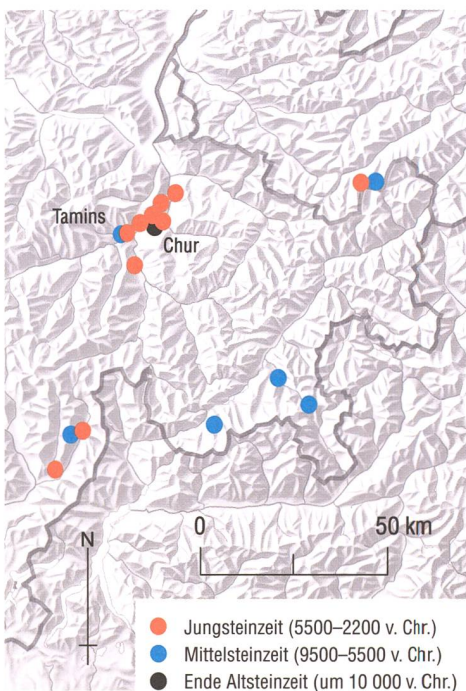 Tamins
Chur
N
0 50 km
Jungsteinzeit (5500–2200 v. Chr.)
Mittelsteinzeit (9500–5500 v. Chr.)
Ende Altsteinzeit (um 10 000 v. Chr.)